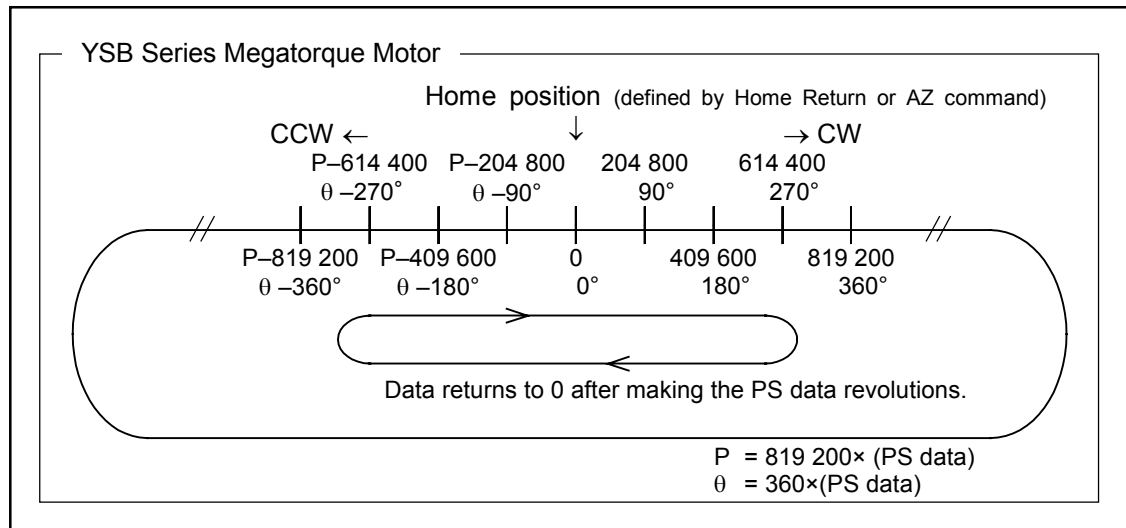 YSB Series Megatorque Motor
Home position (defined by Home Return or AZ command)
CCW ← ↓ → CW
P–614 400 P–204 800 204 800 614 400
θ –270° θ –90° 90° 270°
P–819 200 P–409 600 0 409 600 819 200
θ –360° θ –180° 0° 180° 360°
Data returns to 0 after making the PS data revolutions.
P = 819 200× (PS data)
θ = 360×(PS data)